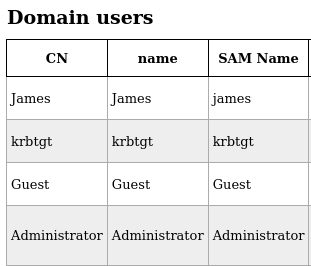 Domain users
CN name SAM Name
James James james
krbtgt krbtgt krbtgt
Guest Guest Guest
Administrator Administrator Administrator